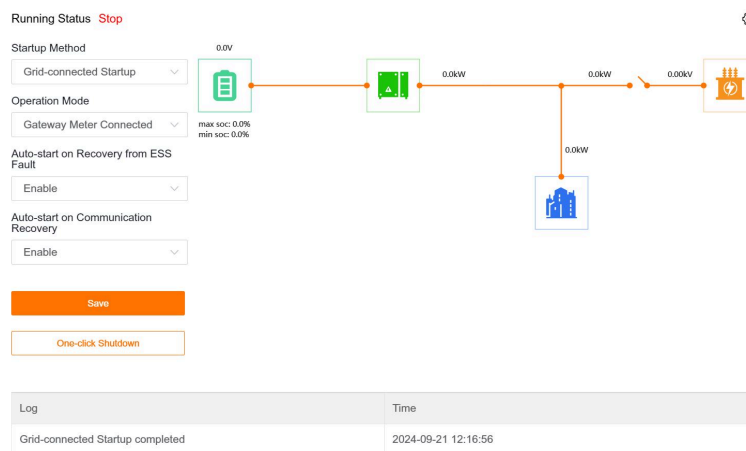 Running Status Stop
Startup Method
Grid-connected Startup
Operation Mode
Gateway Meter Connected
Auto-start on Recovery from ESS
Fault
Enable
Auto-start on Communication
Recovery
Enable
Save
One-click Shutdown
0.0V
max soc: 0.0%
min soc: 0.0%
0.0kW
0.0kW
0.00kV
0.0kW
Log Time
Grid-connected Startup completed 2024-09-21 12:16:56